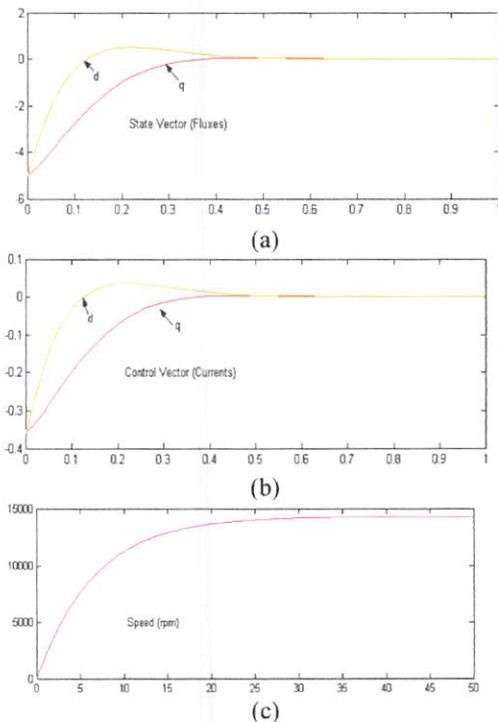 2
0
-2
-4
-6
d
q
State Vector (Fluxes)
0 0.1 0.2 0.3 0.4 0.5 0.6 0.7 0.8 0.9 1
(a)
0.1
0
-0.1
-0.2
-0.3
-0.4
d
q
Control Vector (Currents)
0 0.1 0.2 0.3 0.4 0.5 0.6 0.7 0.8 0.9 1
(b)
15000
10000
5000
0
Speed (rpm)
0 5 10 15 20 25 30 35 40 45 50
(c)